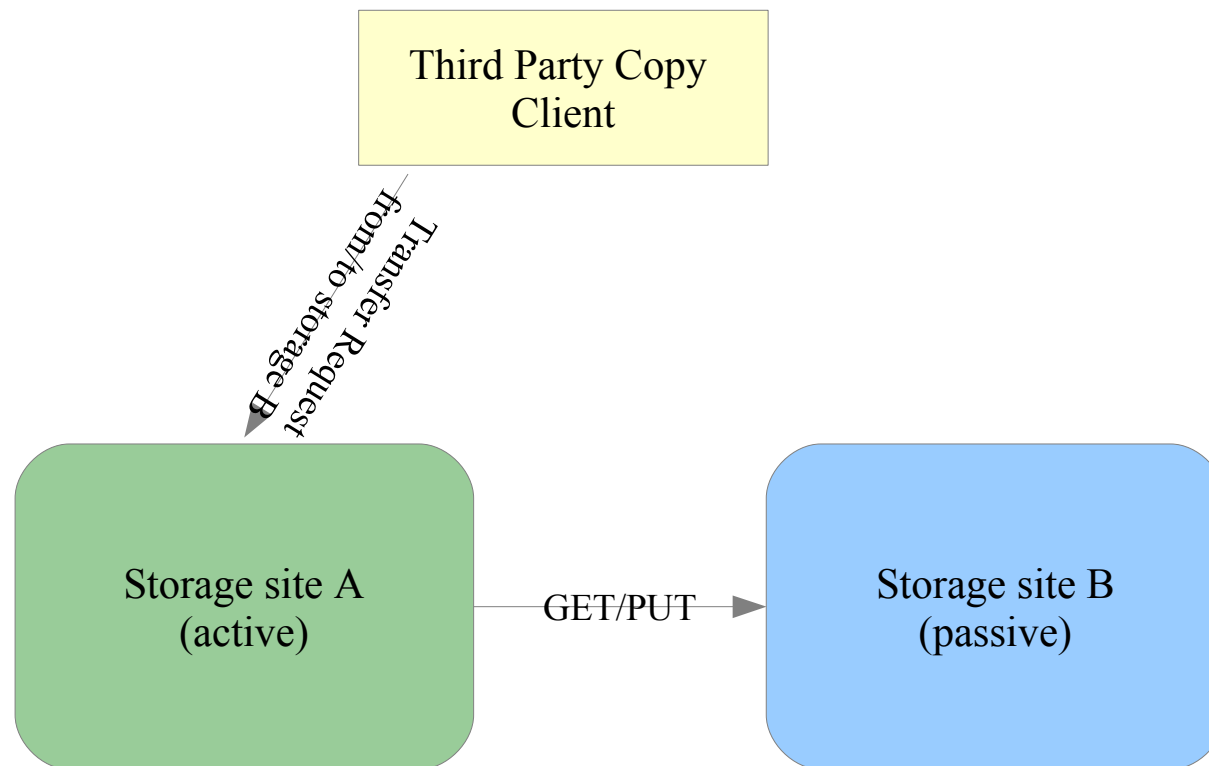 Third Party Copy
Client
Transfer Request
from/to storage B
Storage site A
(active)
GET/PUT
Storage site B
(passive)